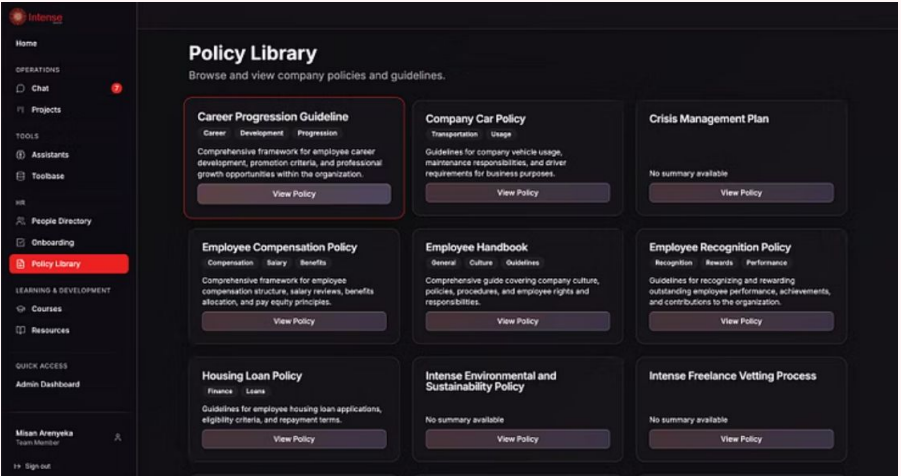 Intense
Home
OPERATIONS
Chat
7
Projects
TOOLS
Assistants
Toolbase
HR
People Directory
Onboarding
Policy Library
LEARNING & DEVELOPMENT
Courses
Resources
QUICK ACCESS
Admin Dashboard
Misan Arenyeka
Team Member
Sign out
Policy Library
Browse and view company policies and guidelines.
Career Progression Guideline
Career Development Progression
Comprehensive framework for employee career
development, promotion criteria, and professional
growth opportunities within the organization.
View Policy
Company Car Policy
Transportation Usage
Guidelines for company vehicle usage,
maintenance responsibilities, and driver
requirements for business purposes.
View Policy
Crisis Management Plan
No summary available
View Policy
Employee Compensation Policy
Compensation Salary Benefits
Comprehensive framework for employee
compensation structure, salary reviews, benefits
allocation, and pay equity principles.
View Policy
Employee Handbook
General Culture Guidelines
Comprehensive guide covering company culture,
policies, procedures, and employee rights and
responsibilities.
View Policy
Employee Recognition Policy
Recognition Rewards Performance
Guidelines for recognizing and rewarding
outstanding employee performance, achievements,
and contributions to the organization.
View Policy
Housing Loan Policy
Finance Loans
Guidelines for employee housing loan applications,
eligibility criteria, and repayment terms.
View Policy
Intense Environmental and
Sustainability Policy
No summary available
View Policy
Intense Freelance Vetting Process
No summary available
View Policy